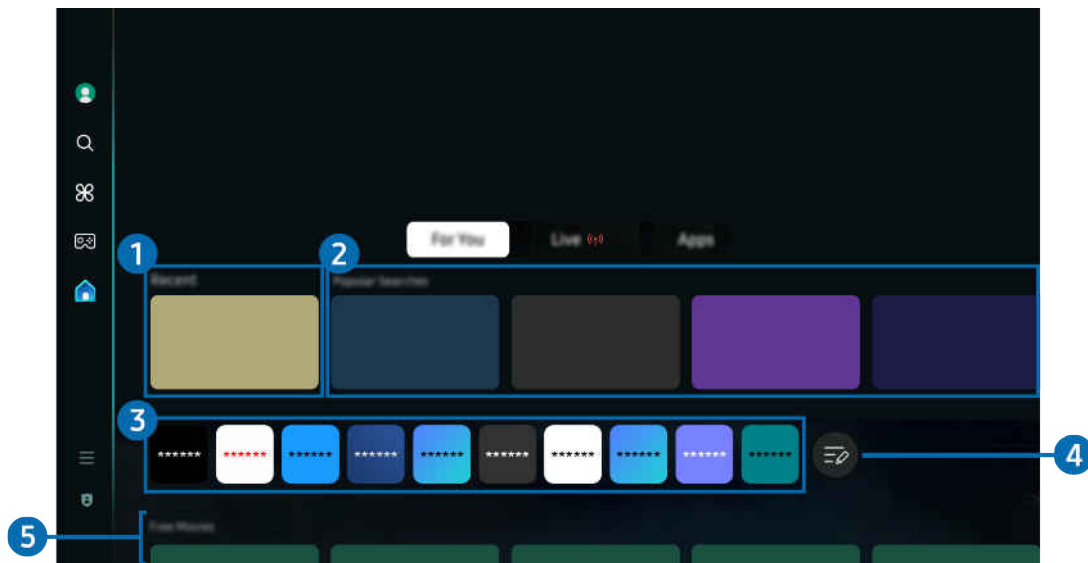 For You Live Apps
1 2
Recent Popular Searches
3
****** ****** ****** ****** ****** ****** ****** ****** ****** ******
4
5
Free Movies